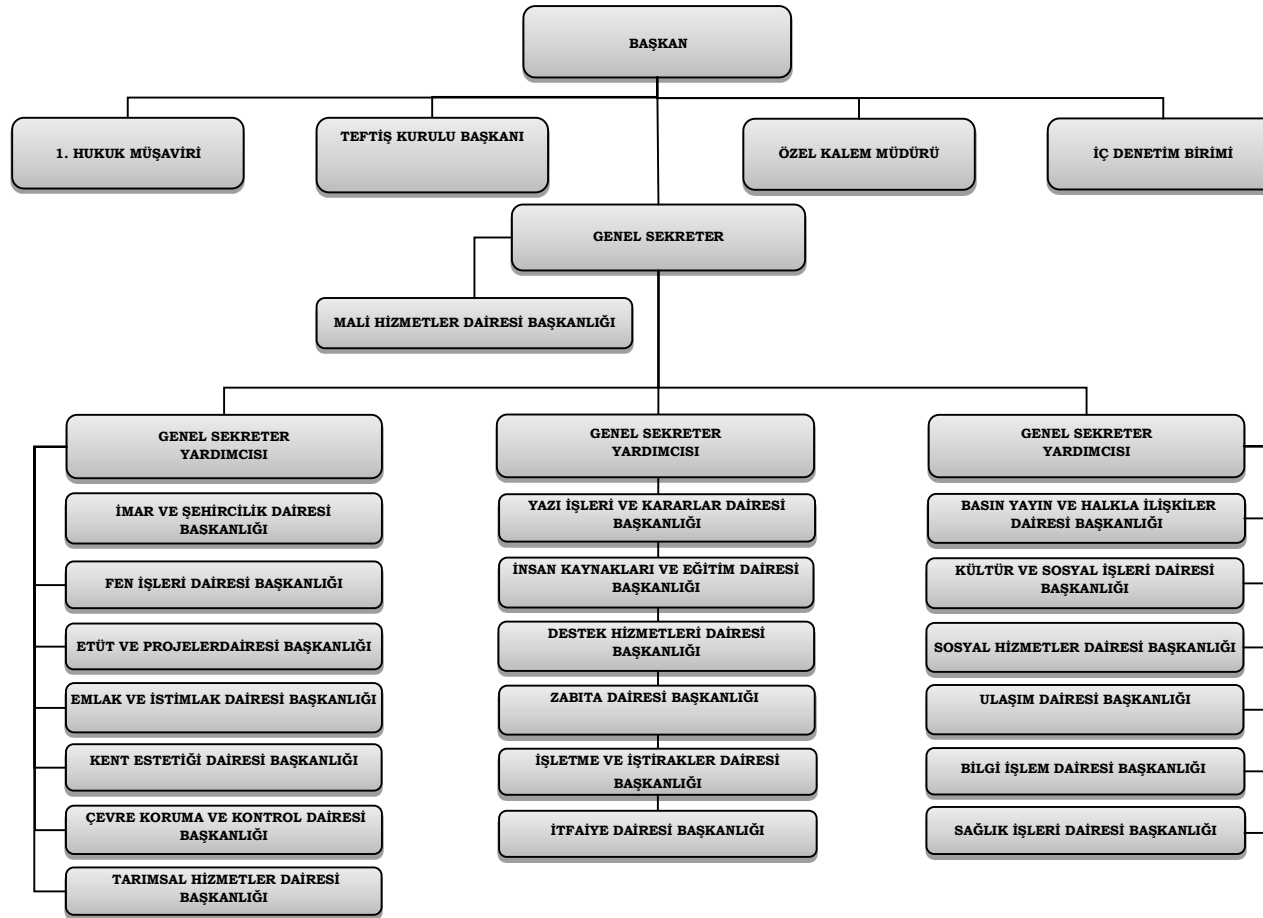 BAŞKAN
1. HUKUK MÜŞAVİRİ
TEFTİŞ KURULU BAŞKANI
ÖZEL KALEM MÜDÜRÜ
İÇ DENETİM BİRİMİ
GENEL SEKRETER
MALİ HİZMETLER DAİRESİ BAŞKANLIĞI
GENEL SEKRETER
YARDIMCISI
İMAR VE ŞEHİRCİLİK DAİRESİ
BAŞKANLIĞI
FEN İŞLERİ DAİRESİ BAŞKANLIĞI
ETÜT VE PROJELERDAİRESİ BAŞKANLIĞI
EMLAK VE İSTİMLAK DAİRESİ BAŞKANLIĞI
KENT ESTETİĞİ DAİRESİ BAŞKANLIĞI
ÇEVRE KORUMA VE KONTROL DAİRESİ
BAŞKANLIĞI
TARIMSAL HİZMETLER DAİRESİ
BAŞKANLIĞI
GENEL SEKRETER
YARDIMCISI
YAZI İŞLERİ VE KARARLAR DAİRESİ
BAŞKANLIĞI
İNSAN KAYNAKLARI VE EĞİTİM DAİRESİ
BAŞKANLIĞI
DESTEK HİZMETLERİ DAİRESİ
BAŞKANLIĞI
ZABITA DAİRESİ BAŞKANLIĞI
İŞLETME VE İŞTİRAKLER DAİRESİ
BAŞKANLIĞI
İTFAİYE DAİRESİ BAŞKANLIĞI
GENEL SEKRETER
YARDIMCISI
BASIN YAYIN VE HALKLA İLİŞKİLER
DAİRESİ BAŞKANLIĞI
KÜLTÜR VE SOSYAL İŞLERİ DAİRESİ
BAŞKANLIĞI
SOSYAL HİZMETLER DAİRESİ BAŞKANLIĞI
ULAŞIM DAİRESİ BAŞKANLIĞI
BİLGİ İŞLEM DAİRESİ BAŞKANLIĞI
SAĞLIK İŞLERİ DAİRESİ BAŞKANLIĞI